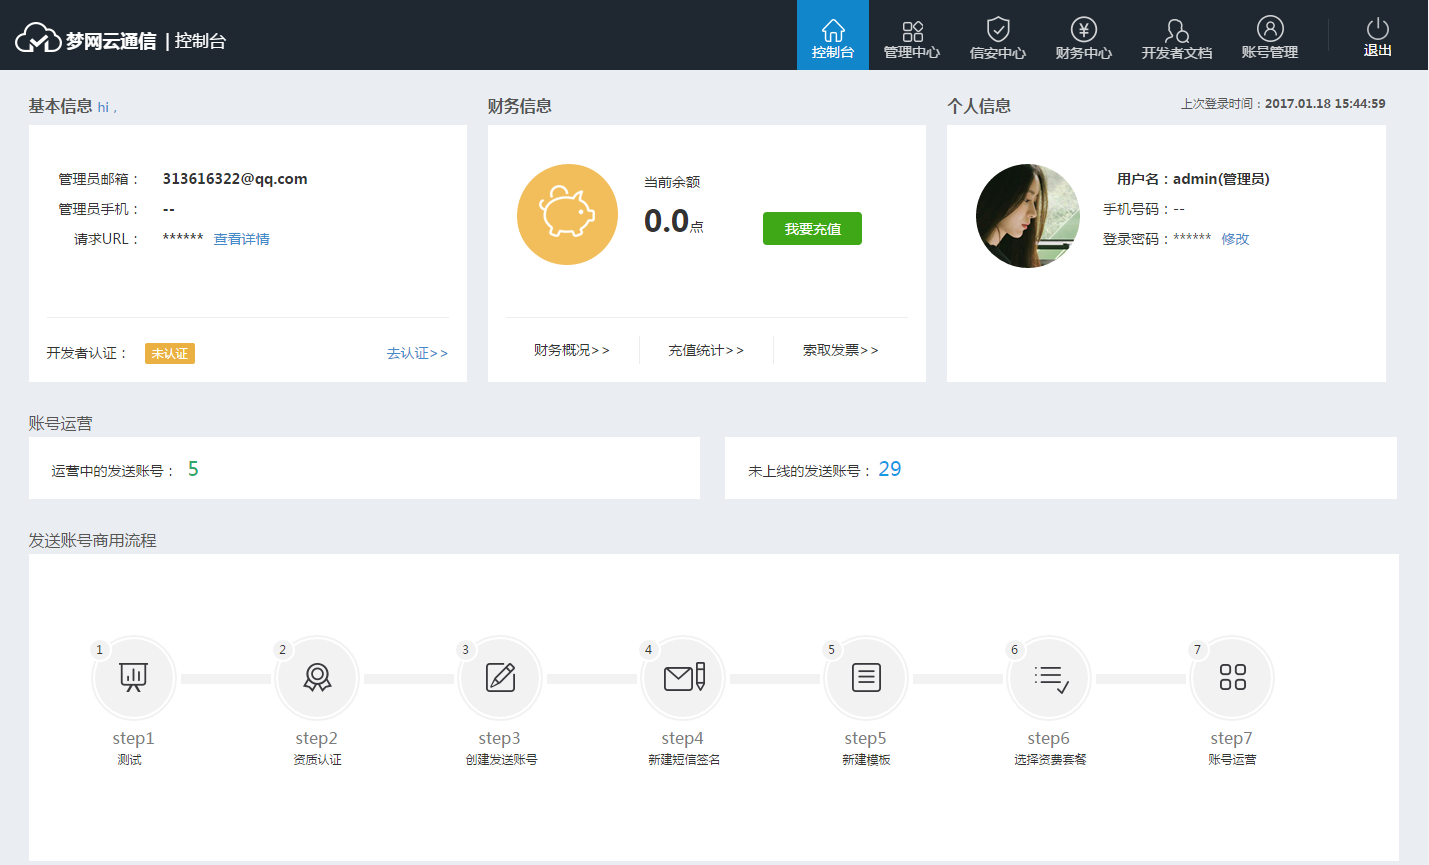 梦网云通信 | 控制台
控制台
管理中心
信安中心
财务中心
开发者文档
账号管理
退出
基本信息 hi ,
管理员邮箱： 313616322@qq.com
管理员手机： --
请求URL： ****** 查看详情
开发者认证： 未认证 去认证>>
财务信息
当前余额
0.0点
我要充值
财务概况>> 充值统计>> 索取发票>>
个人信息 上次登录时间：2017.01.18 15:44:59
用户名：admin(管理员)
手机号码：--
登录密码：****** 修改
账号运营
运营中的发送账号： 5
未上线的发送账号： 29
发送账号商用流程
1 2 3 4 5 6 7
step1 step2 step3 step4 step5 step6 step7
测试 资质认证 创建发送账号 新建短信签名 新建模板 选择资费套餐 账号运营